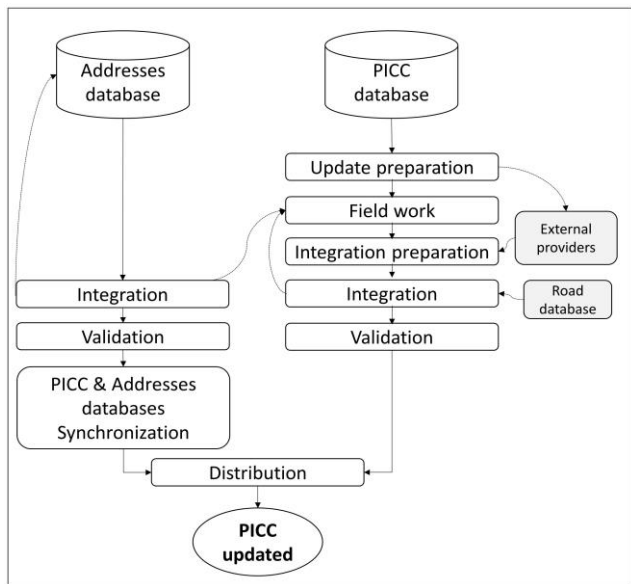 Addresses
database
PICC
database
Update preparation
Field work
External
providers
Integration preparation
Integration
Integration
Road
database
Validation
Validation
PICC & Addresses
databases
Synchronization
Distribution
PICC
updated